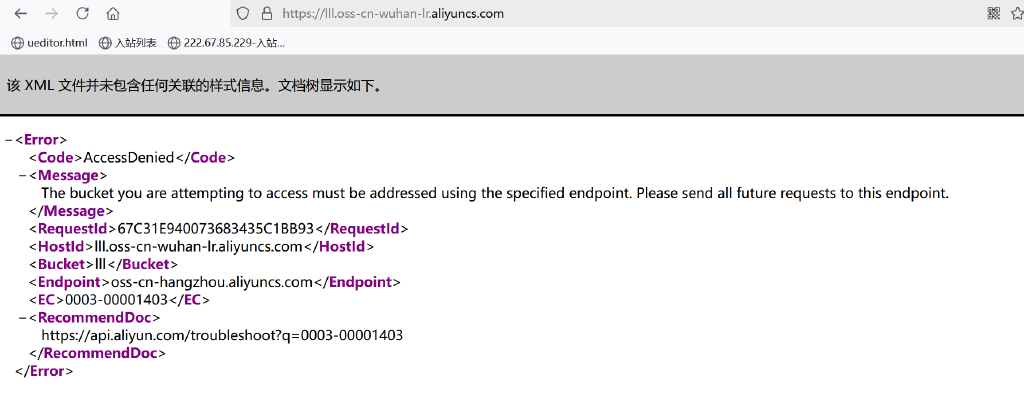 https://lll.oss-cn-wuhan-lr.aliyuncs.com
ueditor.html 入站列表 222.67.85.229-入站...
该 XML 文件并未包含任何关联的样式信息。文档树显示如下。
−<Error>
<Code>AccessDenied</Code>
−<Message>
The bucket you are attempting to access must be addressed using the specified endpoint. Please send all future requests to this endpoint.
</Message>
<RequestId>67C31E940073683435C1BB93</RequestId>
<HostId>lll.oss-cn-wuhan-lr.aliyuncs.com</HostId>
<Bucket>lll</Bucket>
<Endpoint>oss-cn-hangzhou.aliyuncs.com</Endpoint>
<EC>0003-00001403</EC>
−<RecommendDoc>
https://api.aliyun.com/troubleshoot?q=0003-00001403
</RecommendDoc>
</Error>